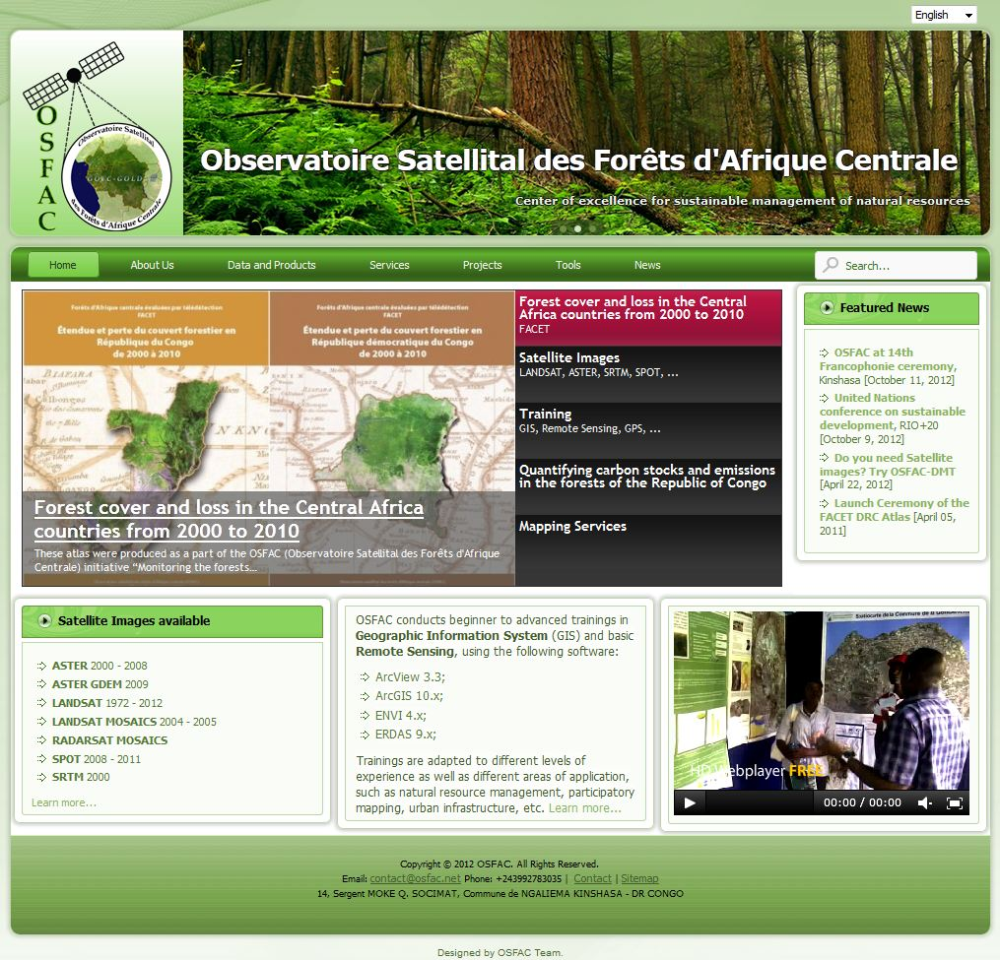 English
OSFAC
Observatoire Satellital
GOFC-GOLD
des Forêts d'Afrique Centrale
Observatoire Satellital des Forêts d'Afrique Centrale
Center of excellence for sustainable management of natural resources
Home
About Us
Data and Products
Services
Projects
Tools
News
Search...
Forêts d'Afrique centrale évaluées par télédétection
FACET
Étendue et perte du couvert forestier en
République du Congo
de 2000 à 2010
Forêts d'Afrique centrale évaluées par télédétection
FACET
Étendue et perte du couvert forestier en
République démocratique du Congo
de 2000 à 2010
Forest cover and loss in the Central Africa
countries from 2000 to 2010
These atlas were produced as a part of the OSFAC (Observatoire Satellital des Forêts d'Afrique
Centrale) initiative “Monitoring the forests...
Forest cover and loss in the Central
Africa countries from 2000 to 2010
FACET
Satellite Images
LANDSAT, ASTER, SRTM, SPOT, ...
Training
GIS, Remote Sensing, GPS, ...
Quantifying carbon stocks and emissions
in the forests of the Republic of Congo
Mapping Services
Featured News
OSFAC at 14th
Francophonie ceremony,
Kinshasa [October 11, 2012]
United Nations
conference on sustainable
development, RIO+20
[October 9, 2012]
Do you need Satellite
images? Try OSFAC-DMT
[April 22, 2012]
Launch Ceremony of the
FACET DRC Atlas [April 05,
2011]
Satellite Images available
ASTER 2000 - 2008
ASTER GDEM 2009
LANDSAT 1972 - 2012
LANDSAT MOSAICS 2004 - 2005
RADARSAT MOSAICS
SPOT 2008 - 2011
SRTM 2000
Learn more...
OSFAC conducts beginner to advanced trainings in
Geographic Information System (GIS) and basic
Remote Sensing, using the following software:
ArcView 3.3;
ArcGIS 10.x;
ENVI 4.x;
ERDAS 9.x;
Trainings are adapted to different levels of
experience as well as different areas of application,
such as natural resource management, participatory
mapping, urban infrastructure, etc. Learn more...
HD Webplayer FREE
00:00 / 00:00
Copyright © 2012 OSFAC. All Rights Reserved.
Email: contact@osfac.net Phone: +243992783035 | Contact | Sitemap
14, Sergent MOKE Q. SOCIMAT, Commune de NGALIEMA KINSHASA - DR CONGO
Designed by OSFAC Team.